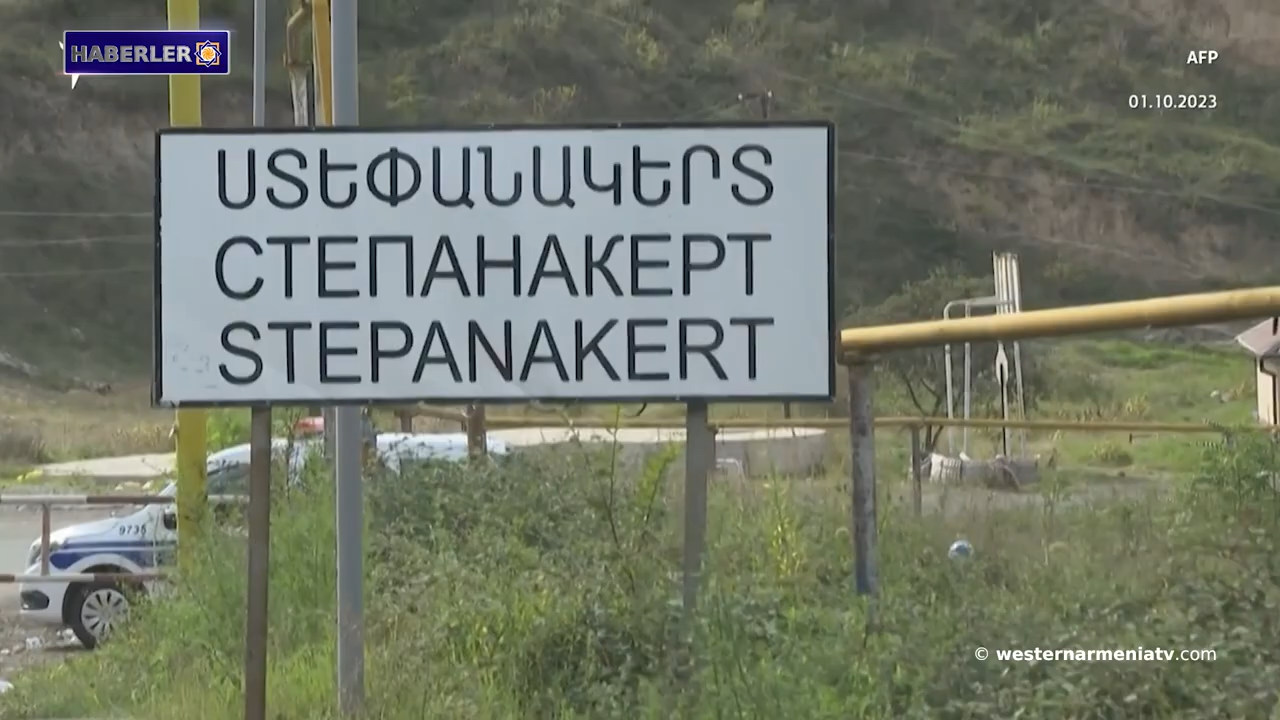 HABERLER
AFP
01.10.2023
ՍՏԵՓԱՆԱԿԵՐՏ
СТЕПАНАКЕРТ
STEPANAKERT
9735
© westernarmeniatv.com